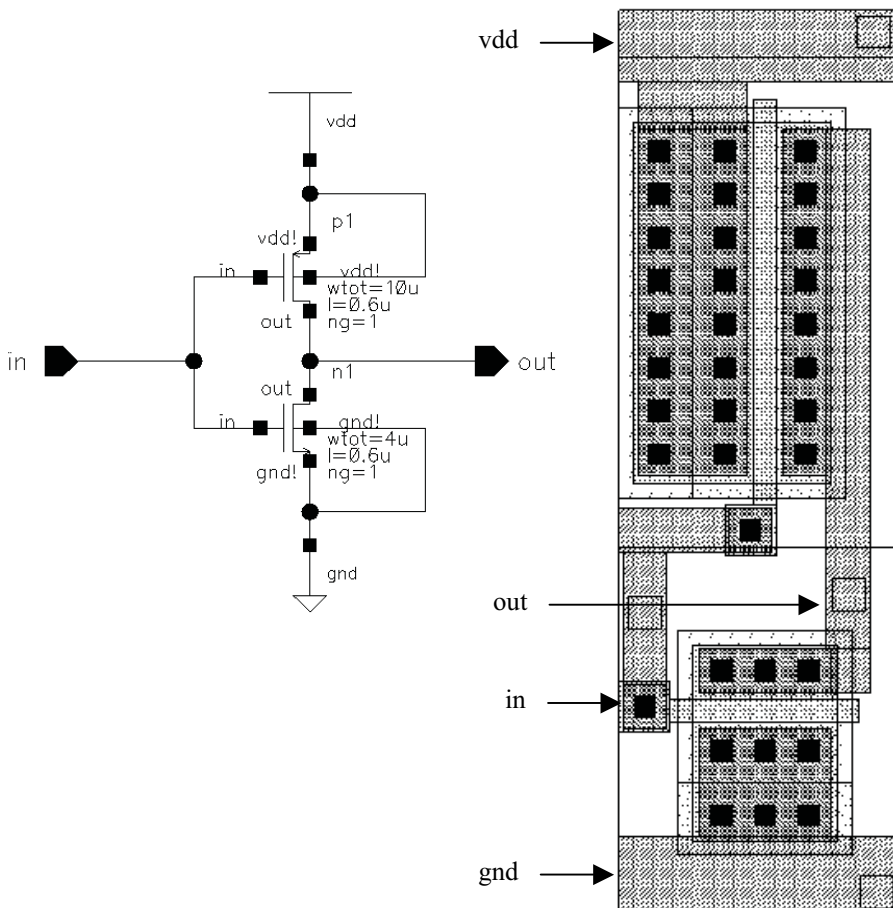 vdd
p1
vdd!
in
vdd!
wtot=10u
l=0.6u
out
ng=1
in
n1
out
out
in
gnd!
wtot=4u
l=0.6u
gnd!
ng=1
gnd
vdd
out
in
gnd